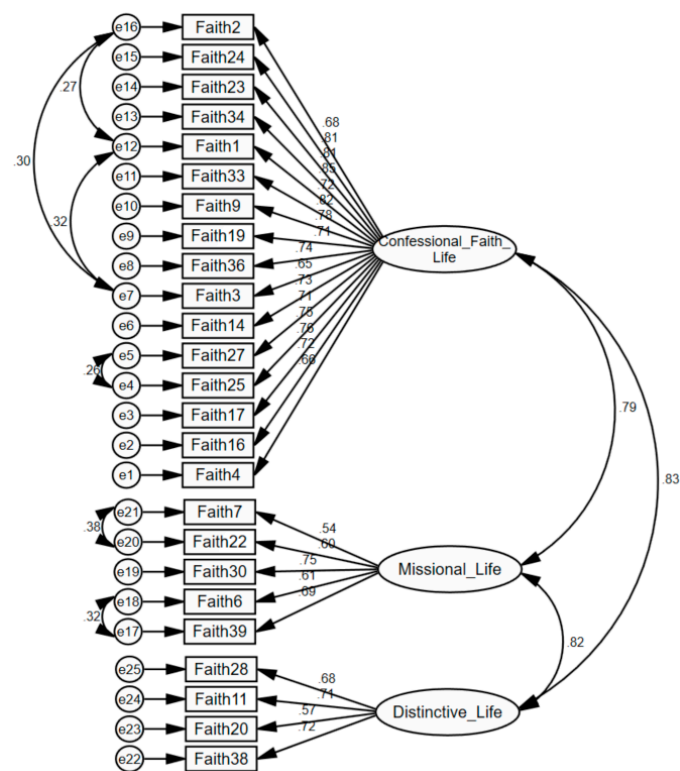 e16 Faith2
e15 Faith24
e14 Faith23
e13 Faith34
e12 Faith1
e11 Faith33
e10 Faith9
e9 Faith19
e8 Faith36
e7 Faith3
e6 Faith14
e5 Faith27
e4 Faith25
e3 Faith17
e2 Faith16
e1 Faith4
.27
.30
.32
.26
.68
.81
.81
.85
.72
.82
.78
.71
.74
.65
.73
.71
.75
.76
.72
.66
Confessional_Faith_
Life
e21 Faith7
e20 Faith22
e19 Faith30
e18 Faith6
e17 Faith39
.38
.32
.54
.60
.75
.61
.69
Missional_Life
e25 Faith28
e24 Faith11
e23 Faith20
e22 Faith38
.68
.71
.57
.72
Distinctive_Life
.79
.83
.82